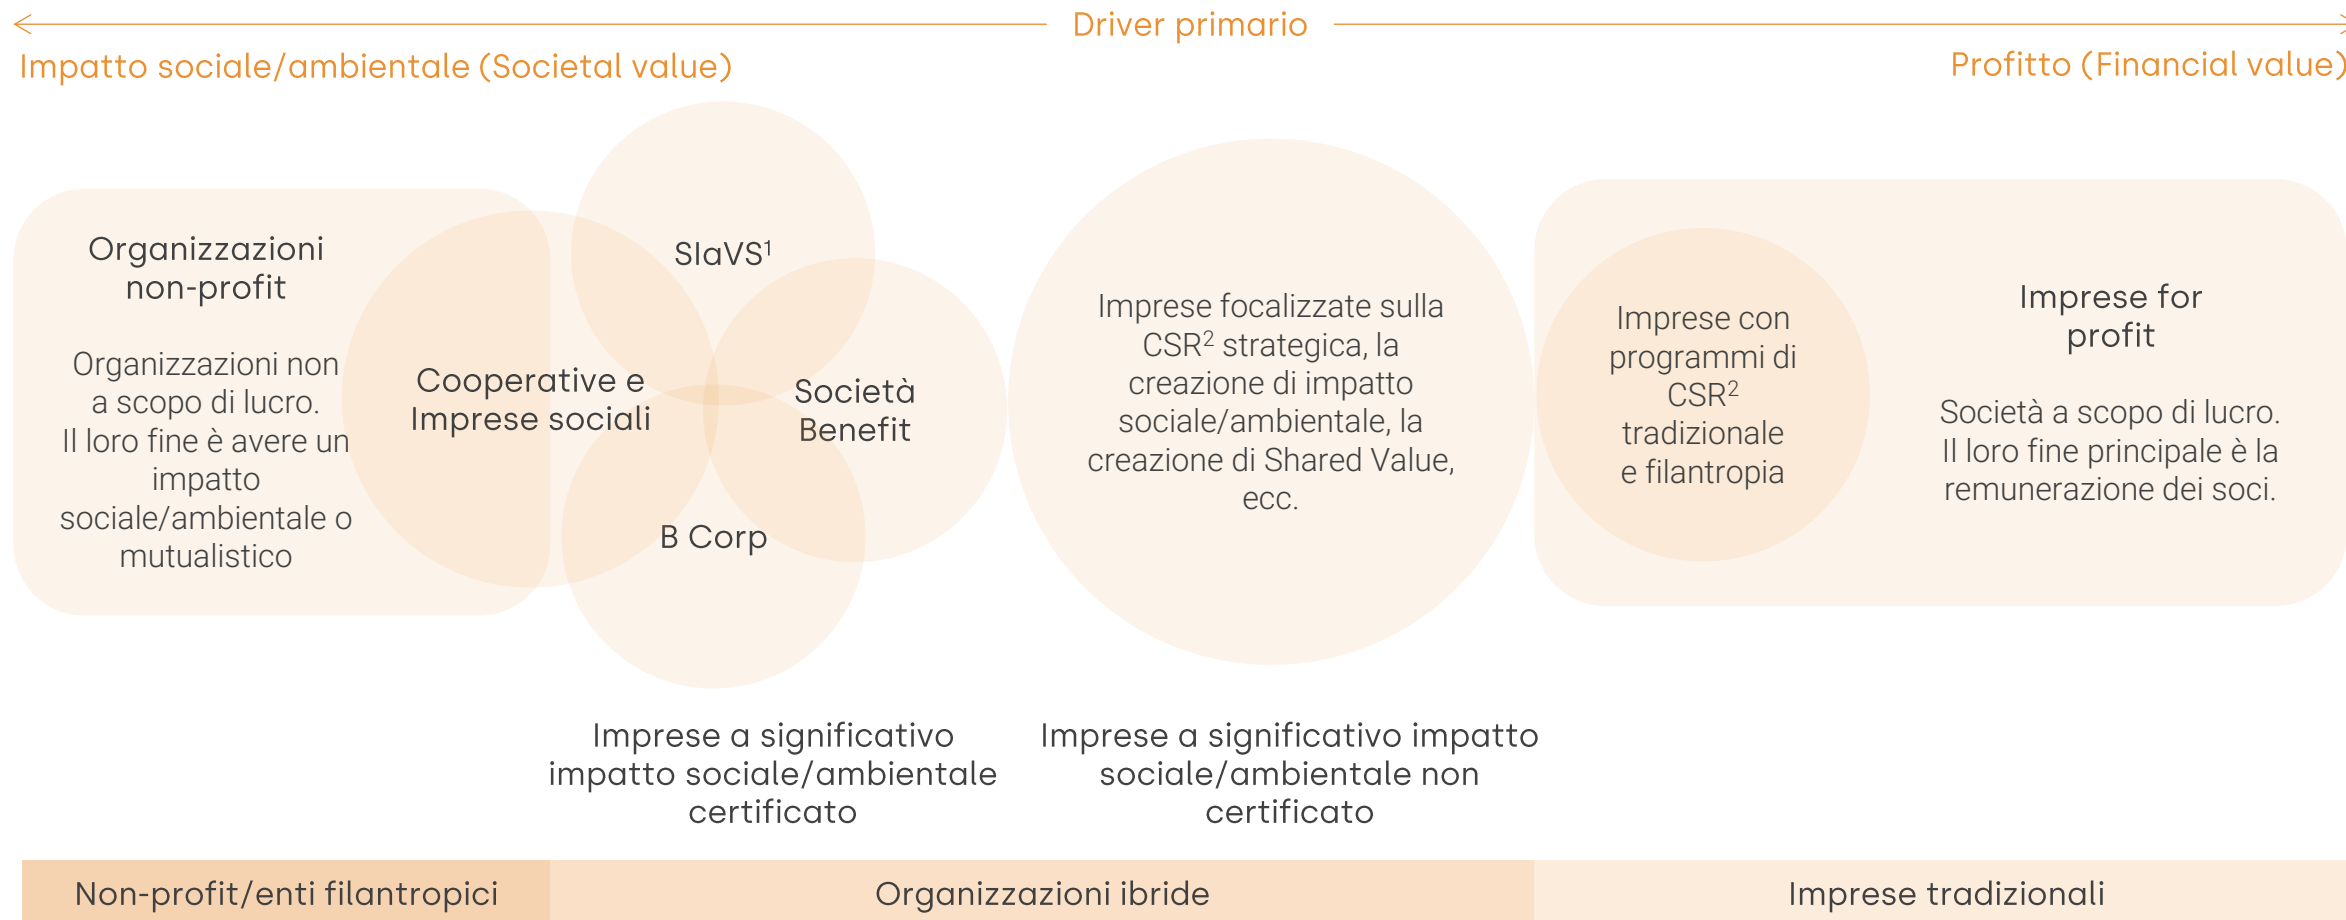 Driver primario
Impatto sociale/ambientale (Societal value)
Profitto (Financial value)
Organizzazioni
non-profit
Organizzazioni non
a scopo di lucro.
Il loro fine è avere un
impatto
sociale/ambientale o
mutualistico
Cooperative e
Imprese sociali
SIaVS¹
Società
Benefit
B Corp
Imprese focalizzate sulla
CSR² strategica, la
creazione di impatto
sociale/ambientale, la
creazione di Shared Value,
ecc.
Imprese con
programmi di
CSR²
tradizionale
e filantropia
Imprese for
profit
Società a scopo di lucro.
Il loro fine principale è la
remunerazione dei soci.
Imprese a significativo
impatto sociale/ambientale
certificato
Imprese a significativo impatto
sociale/ambientale non
certificato
Non-profit/enti filantropici
Organizzazioni ibride
Imprese tradizionali